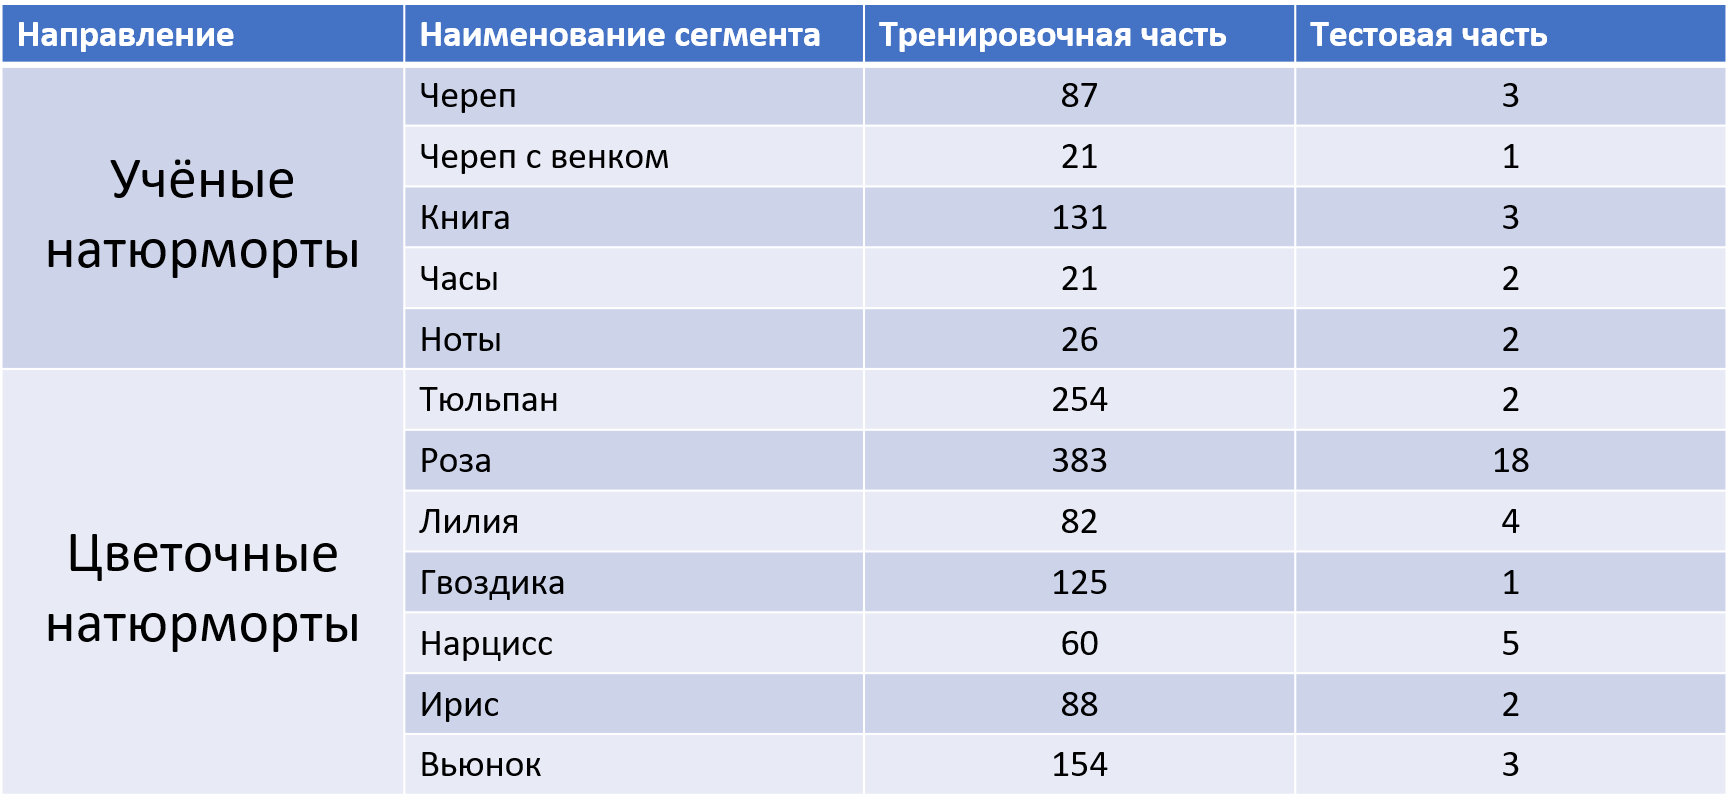 Направление Наименование сегмента Тренировочная часть Тестовая часть
Учёные
натюрморты
Череп 87 3
Череп с венком 21 1
Книга 131 3
Часы 21 2
Ноты 26 2
Цветочные
натюрморты
Тюльпан 254 2
Роза 383 18
Лилия 82 4
Гвоздика 125 1
Нарцисс 60 5
Ирис 88 2
Вьюнок 154 3